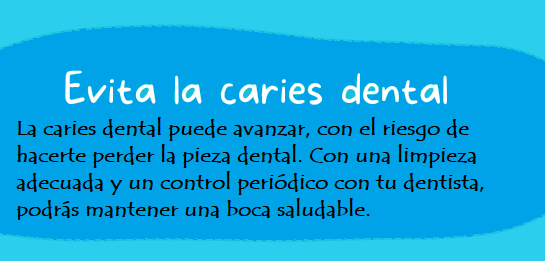 Evita la caries dental
La caries dental puede avanzar, con el riesgo de
hacerte perder la pieza dental. Con una limpieza
adecuada y un control periódico con tu dentista,
podrás mantener una boca saludable.